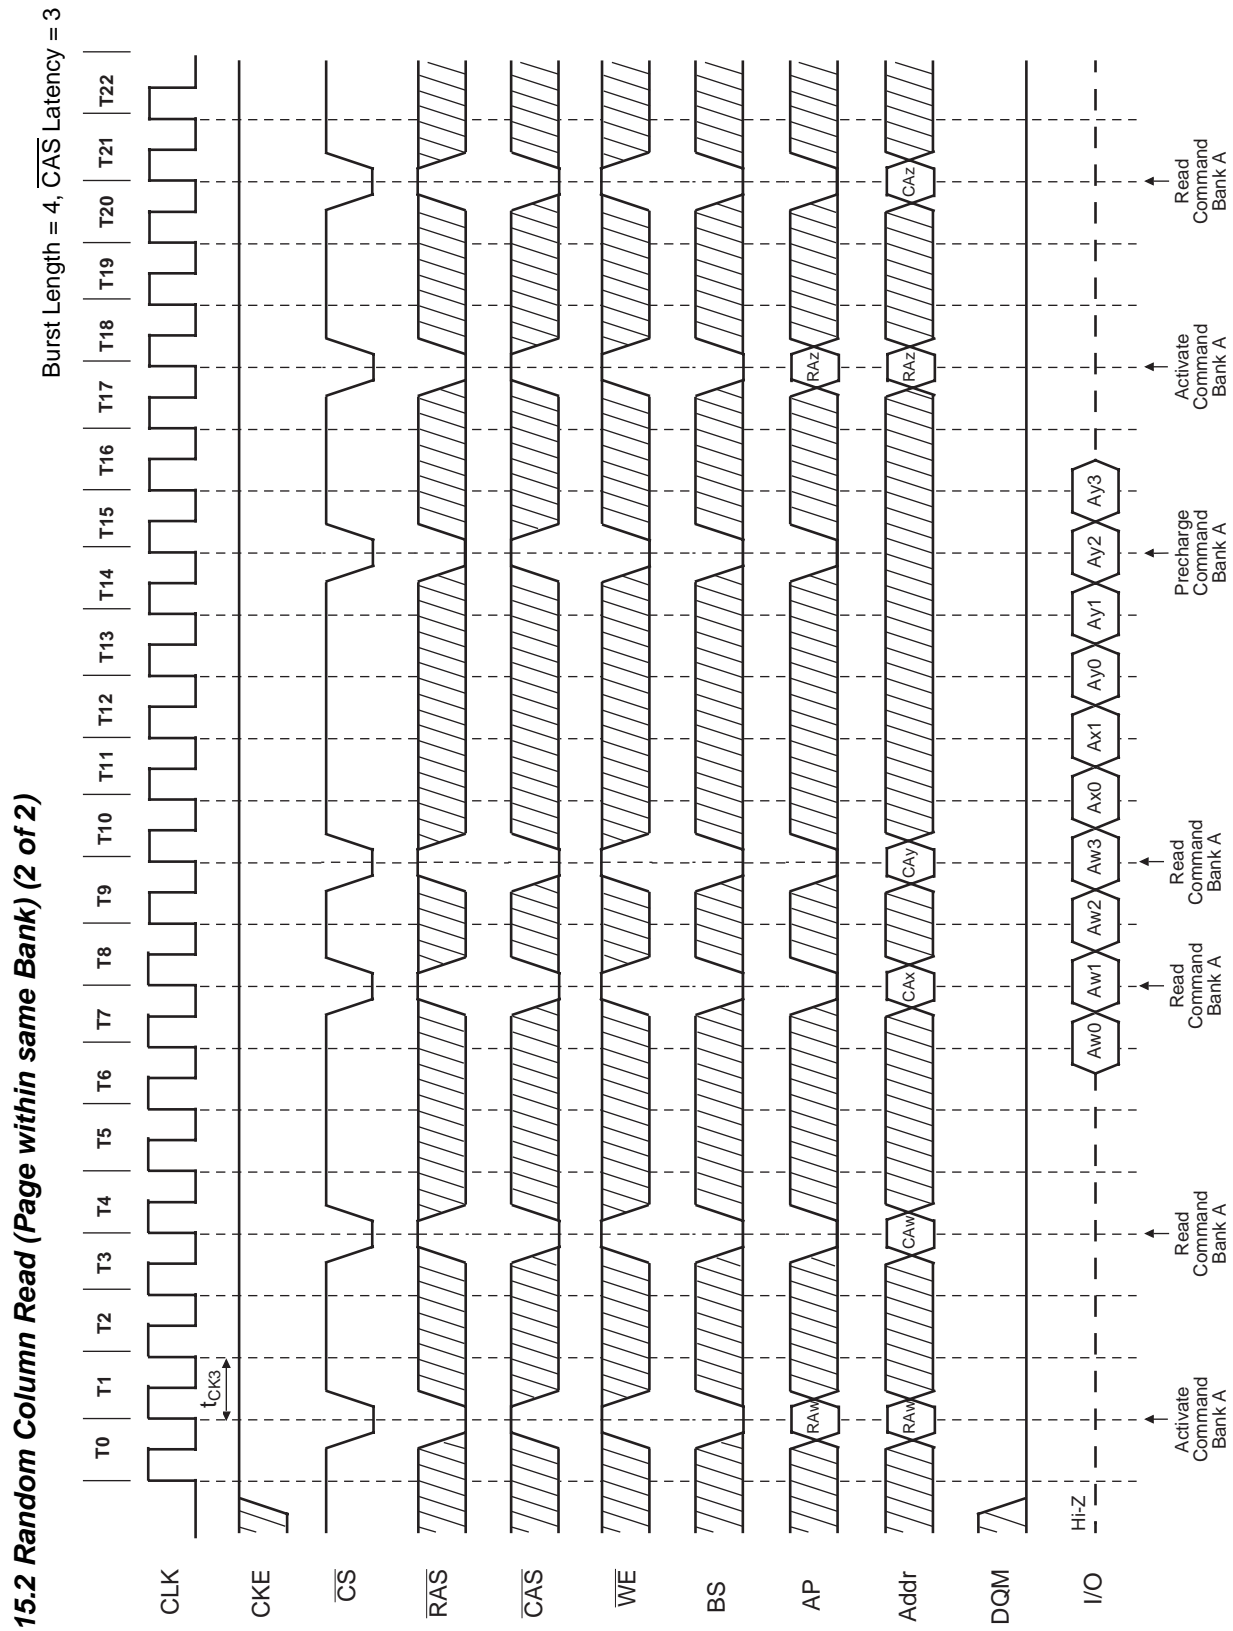 15.2 Random Column Read (Page within same Bank) (2 of 2)
Burst Length = 4, CAS Latency = 3
T0 T1 T2 T3 T4 T5 T6 T7 T8 T9 T10 T11 T12 T13 T14 T15 T16 T17 T18 T19 T20 T21 T22
CLK
tCK3
CKE
CS
RAS
CAS
WE
BS
AP
RAw RAz
Addr
RAw CAw CAx CAy RAz CAz
DQM
I/O
Hi-Z
Aw0 Aw1 Aw2 Aw3 Ax0 Ax1 Ay0 Ay1 Ay2 Ay3
Activate
Command
Bank A
Read
Command
Bank A
Read
Command
Bank A
Read
Command
Bank A
Precharge
Command
Bank A
Activate
Command
Bank A
Read
Command
Bank A